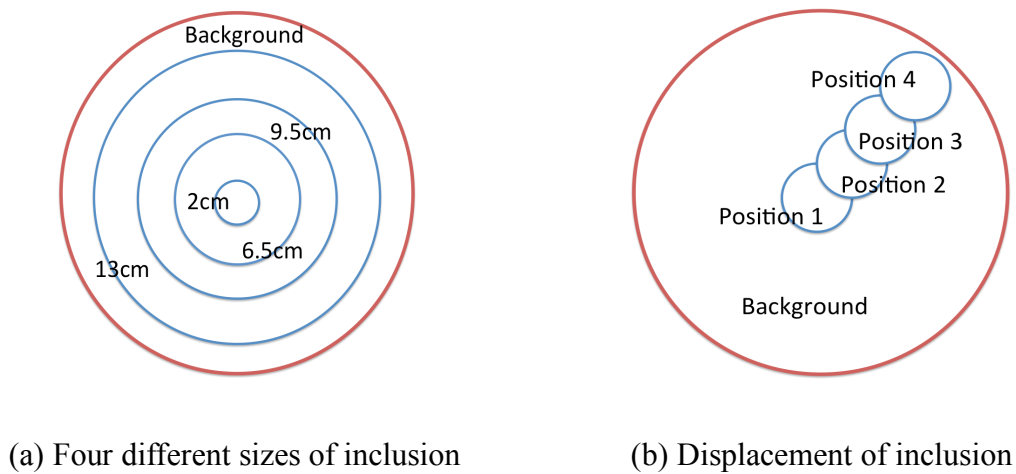 Background
9.5cm
2cm
6.5cm
13cm
(a) Four different sizes of inclusion
Position 4
Position 3
Position 2
Position 1
Background
(b) Displacement of inclusion